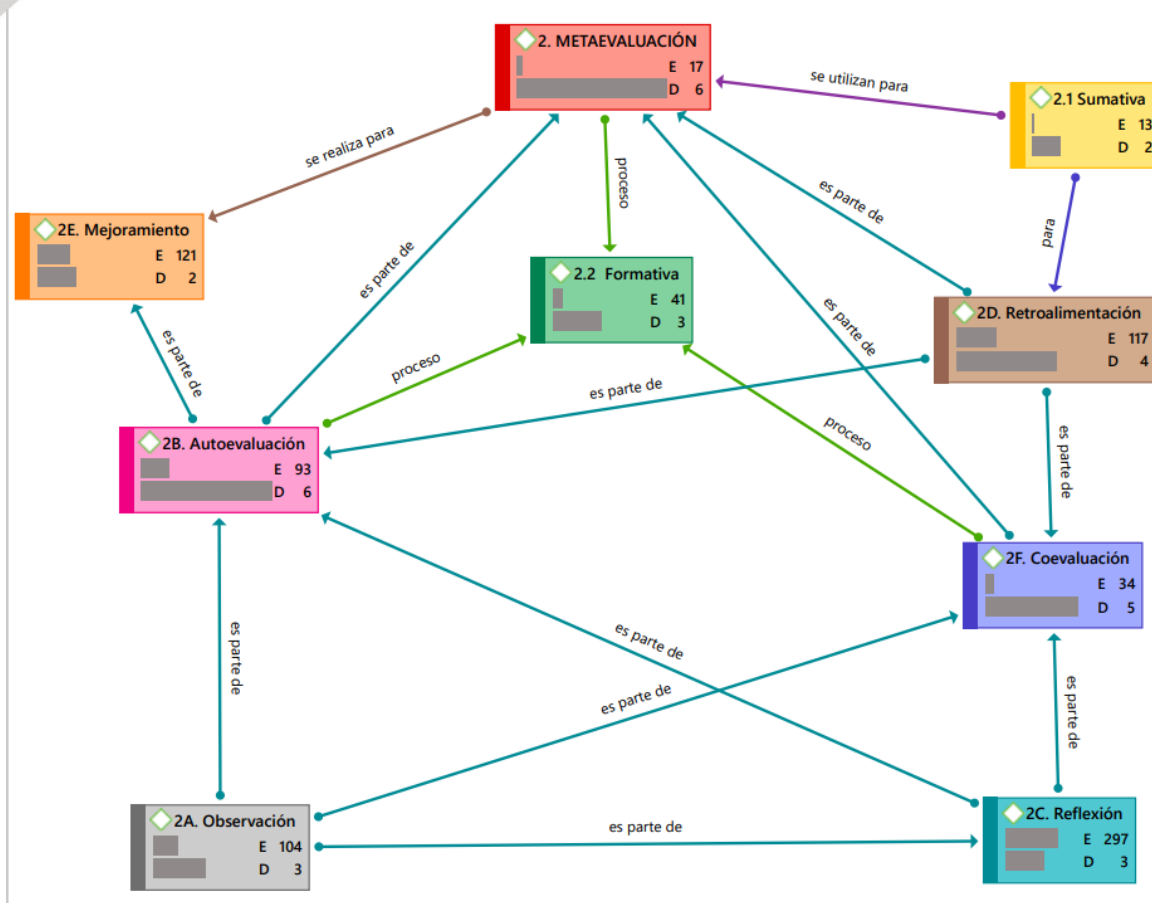 2. METAEVALUACIÓN
E 17
D 6
se utilizan para
2.1 Sumativa
E 13
D 2
se realiza para
proceso
es parte de
para
2E. Mejoramiento
E 121
D 2
es parte de
2.2 Formativa
E 41
D 3
es parte de
2D. Retroalimentación
E 117
D 4
es parte de
proceso
es parte de
2B. Autoevaluación
E 93
D 6
proceso
es parte de
2F. Coevaluación
E 34
D 5
es parte de
es parte de
es parte de
es parte de
2A. Observación
E 104
D 3
es parte de
2C. Reflexión
E 297
D 3